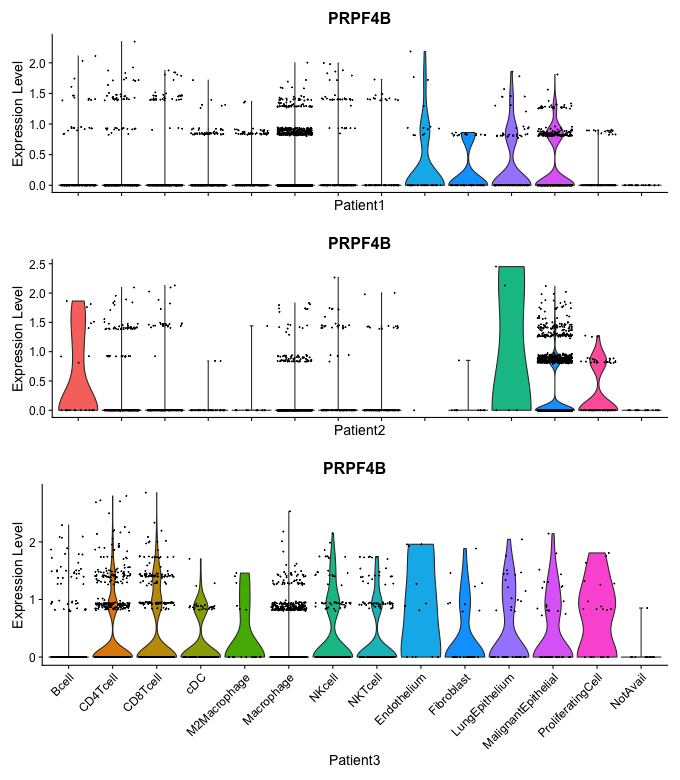 PRPF4B
Expression Level
2.0
1.5
1.0
0.5
0.0
Patient1
PRPF4B
Expression Level
2.5
2.0
1.5
1.0
0.5
0.0
Patient2
PRPF4B
Expression Level
2
1
0
Bcell
CD4Tcell
CD8Tcell
cDC
M2Macrophage
Macrophage
NKcell
NKTcell
Endothelium
Fibroblast
LungEpithelium
MalignantEpithelial
ProliferatingCell
NotAvail
Patient3